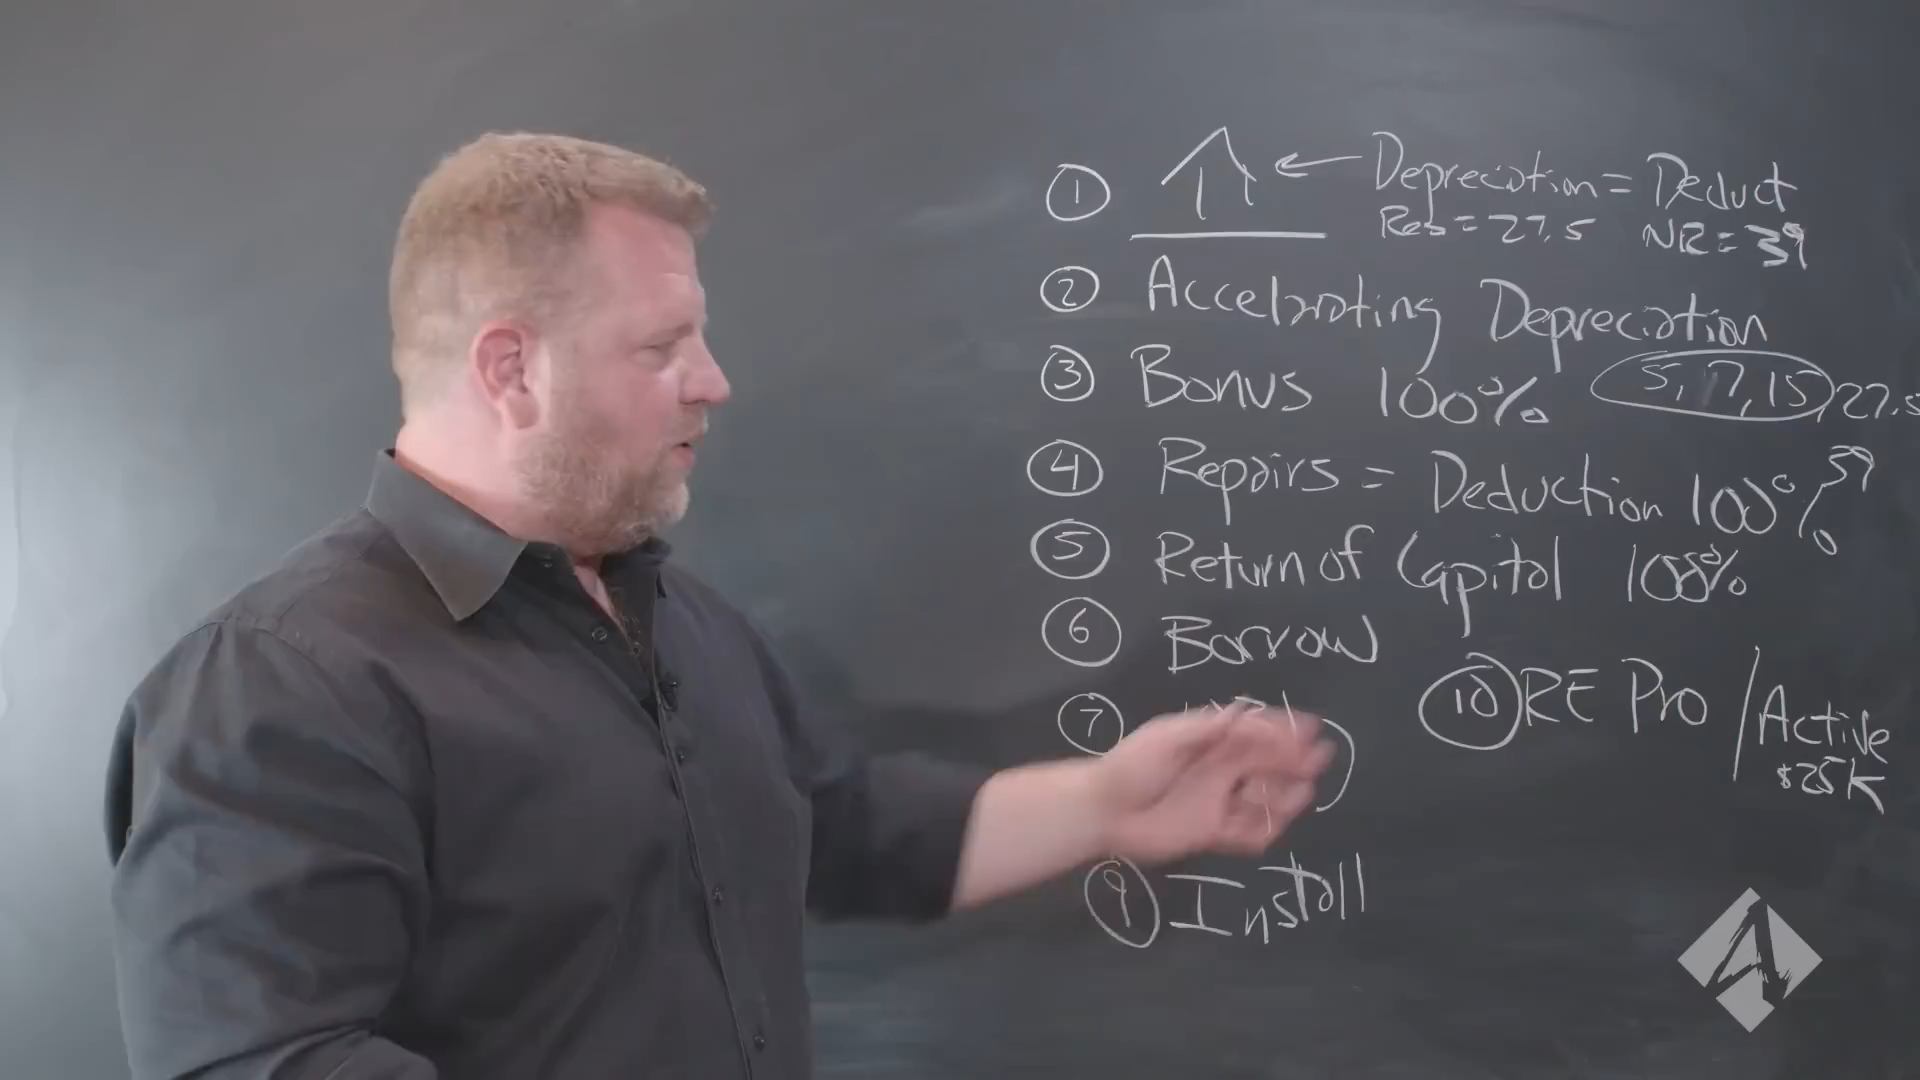 ① Depreciation = Deduct
Res = 27.5 NR = 39
② Accelerating Depreciation
③ Bonus 100% 5, 7, 15, 27.5
39
④ Repairs = Deduction 100%
⑤ Return of Capital 100%
⑥ Borrow
⑦
⑩ RE Pro / Active
$25K
⑨ Install
A